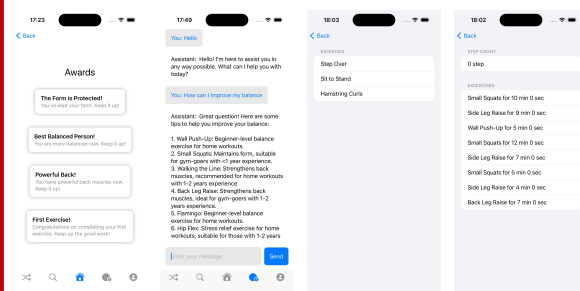 17:23
Back
Awards
The Form is Protected!
You've kept your form. Keep it up!
Best Balanced Person!
You are more balanced now. Keep it up!
Powerful Back!
You have powerful back muscles now.
Keep it up!
First Exercise!
Congratulations on completing your first
exercise. Keep up the good work!
17:49
You: Hello
Assistant: Hello! I'm here to assist you in
any way possible. What can I help you with
today?
You: How can I improve my balance
Assistant: Great question! Here are some
tips to help you improve your balance:
1. Wall Push-Up: Beginner-level balance
exercise for home workouts.
2. Small Squats: Maintains form, suitable
for gym-goers with <1 year experience.
3. Walking the Line: Strengthens back
muscles, recommended for home workouts
with 1-2 years experience.
4. Back Leg Raise: Strengthens back
muscles, ideal for gym-goers with 1-2
years experience.
5. Flamingo: Beginner-level balance
exercise for home workouts.
6. Hip Flex: Stress relief exercise for home
workouts, suitable for those with 1-2 years
Enter your message
Send
18:03
Back
EXCERCIES
Step Over
Sit to Stand
Hamstring Curls
18:02
Back
STEP COUNT
0 step
EXCERCISES
Small Squats for 10 min 0 sec
Side Leg Raise for 9 min 0 sec
Wall Push-Up for 5 min 0 sec
Small Squats for 12 min 0 sec
Side Leg Raise for 7 min 0 sec
Small Squats for 5 min 0 sec
Side Leg Raise for 4 min 0 sec
Back Leg Raise for 7 min 0 sec